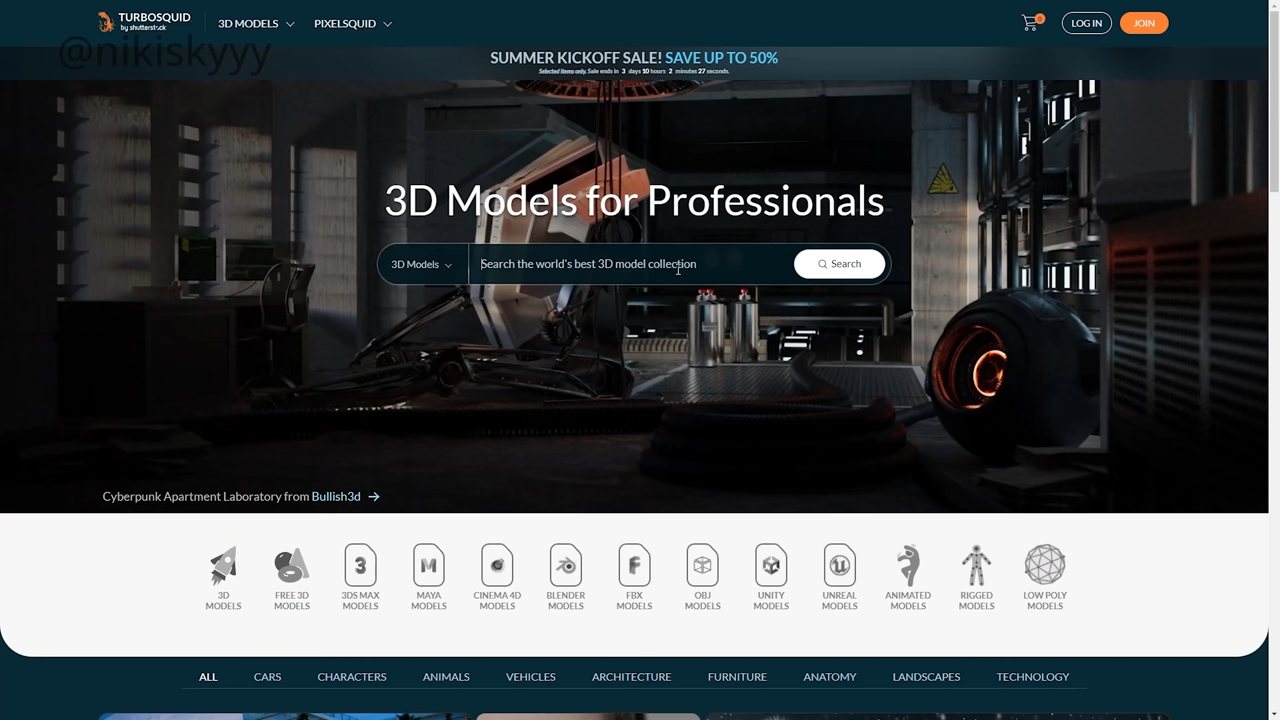 TURBOSQUID
by shutterstock
3D MODELS
PIXELSQUID
0
LOG IN
JOIN
@nikiskyyy
SUMMER KICKOFF SALE! SAVE UP TO 50%
Selected items only. Sale ends in 3 days 10 hours 2 minutes 27 seconds.
3D Models for Professionals
3D Models
Search the world's best 3D model collection
Search
Cyberpunk Apartment Laboratory from Bullish3d →
3D MODELS
FREE 3D MODELS
3
3DS MAX MODELS
M
MAYA MODELS
CINEMA 4D MODELS
BLENDER MODELS
F
FBX MODELS
OBJ MODELS
UNITY MODELS
UNREAL MODELS
ANIMATED MODELS
RIGGED MODELS
LOW POLY MODELS
ALL CARS CHARACTERS ANIMALS VEHICLES ARCHITECTURE FURNITURE ANATOMY LANDSCAPES TECHNOLOGY